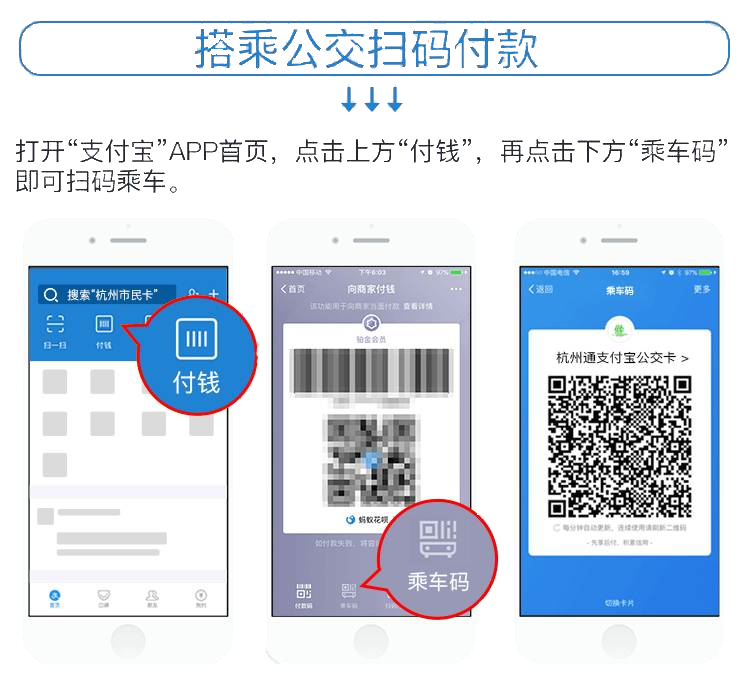 搭乘公交扫码付款
打开“支付宝”APP首页，点击上方“付钱”，再点击下方“乘车码”
即可扫码乘车。
搜索“杭州市民卡”
扫一扫
付钱
付钱
首页
口碑
朋友
我的
中国移动
下午6:03
97%
首页
向商家付钱
该功能用于向商家当面付款 查看详情
铂金会员
蚂蚁花呗
如付款失败，将尝
付款码
乘车码
乘车码
中国电信
16:59
97%
返回
乘车码
更多
杭州通支付宝公交卡 >
每分钟自动更新，连续使用请刷新二维码
- 先享后付，积累信用 -
切换卡片